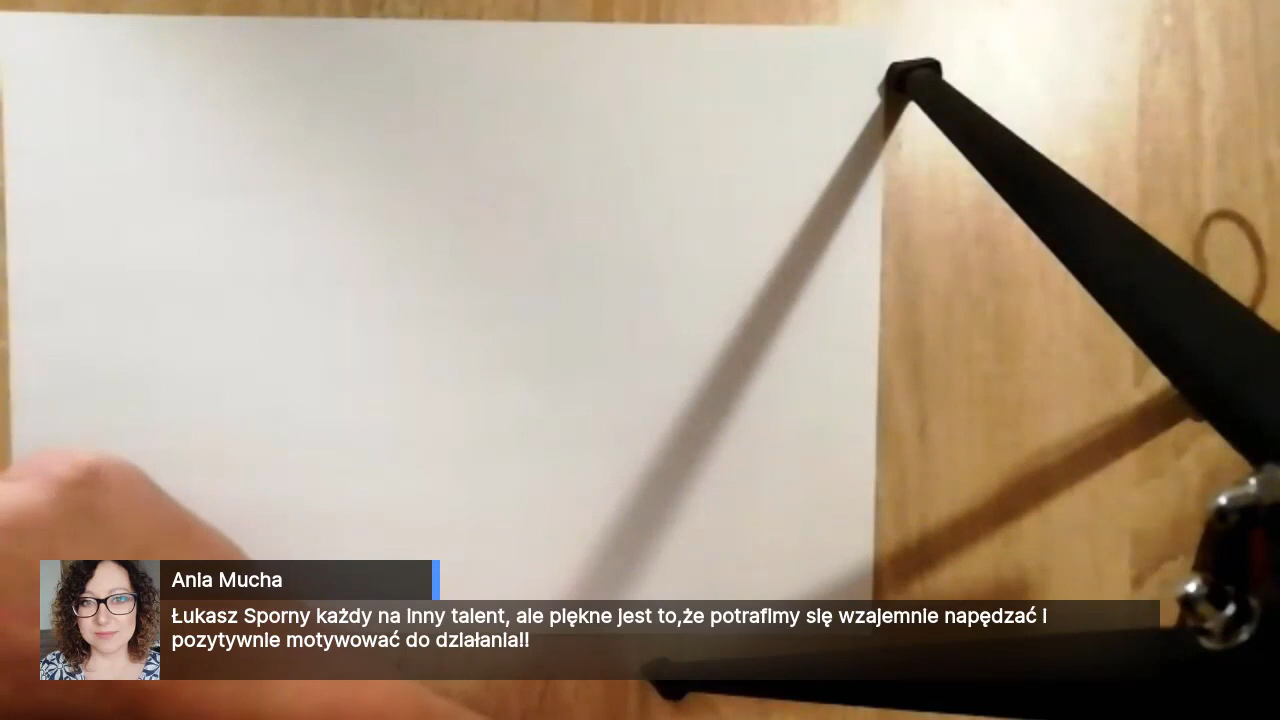 Ania Mucha
Łukasz Sporny każdy na inny talent, ale piękne jest to,że potrafimy się wzajemnie napędzać i
pozytywnie motywować do działania!!